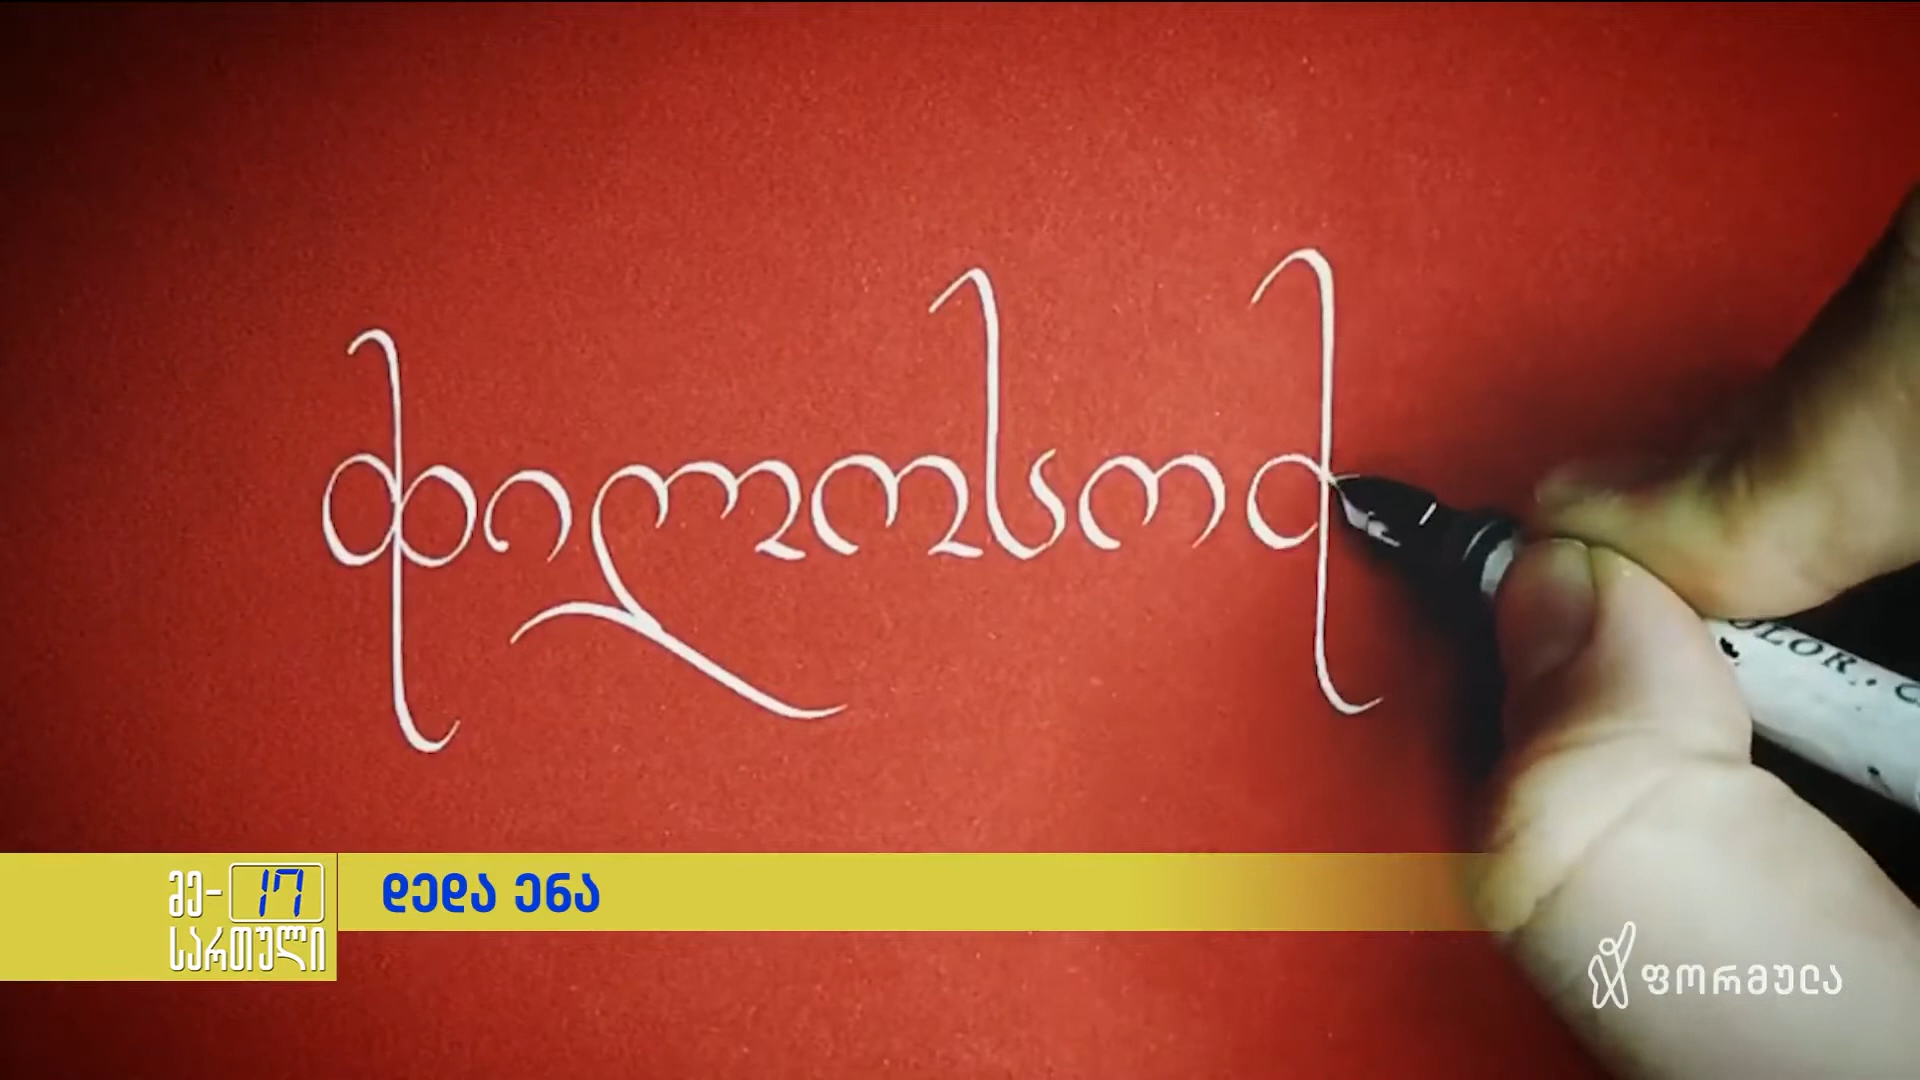 ფილოსოფ
მე-17 სართული
დედა ენა
ფორმულა